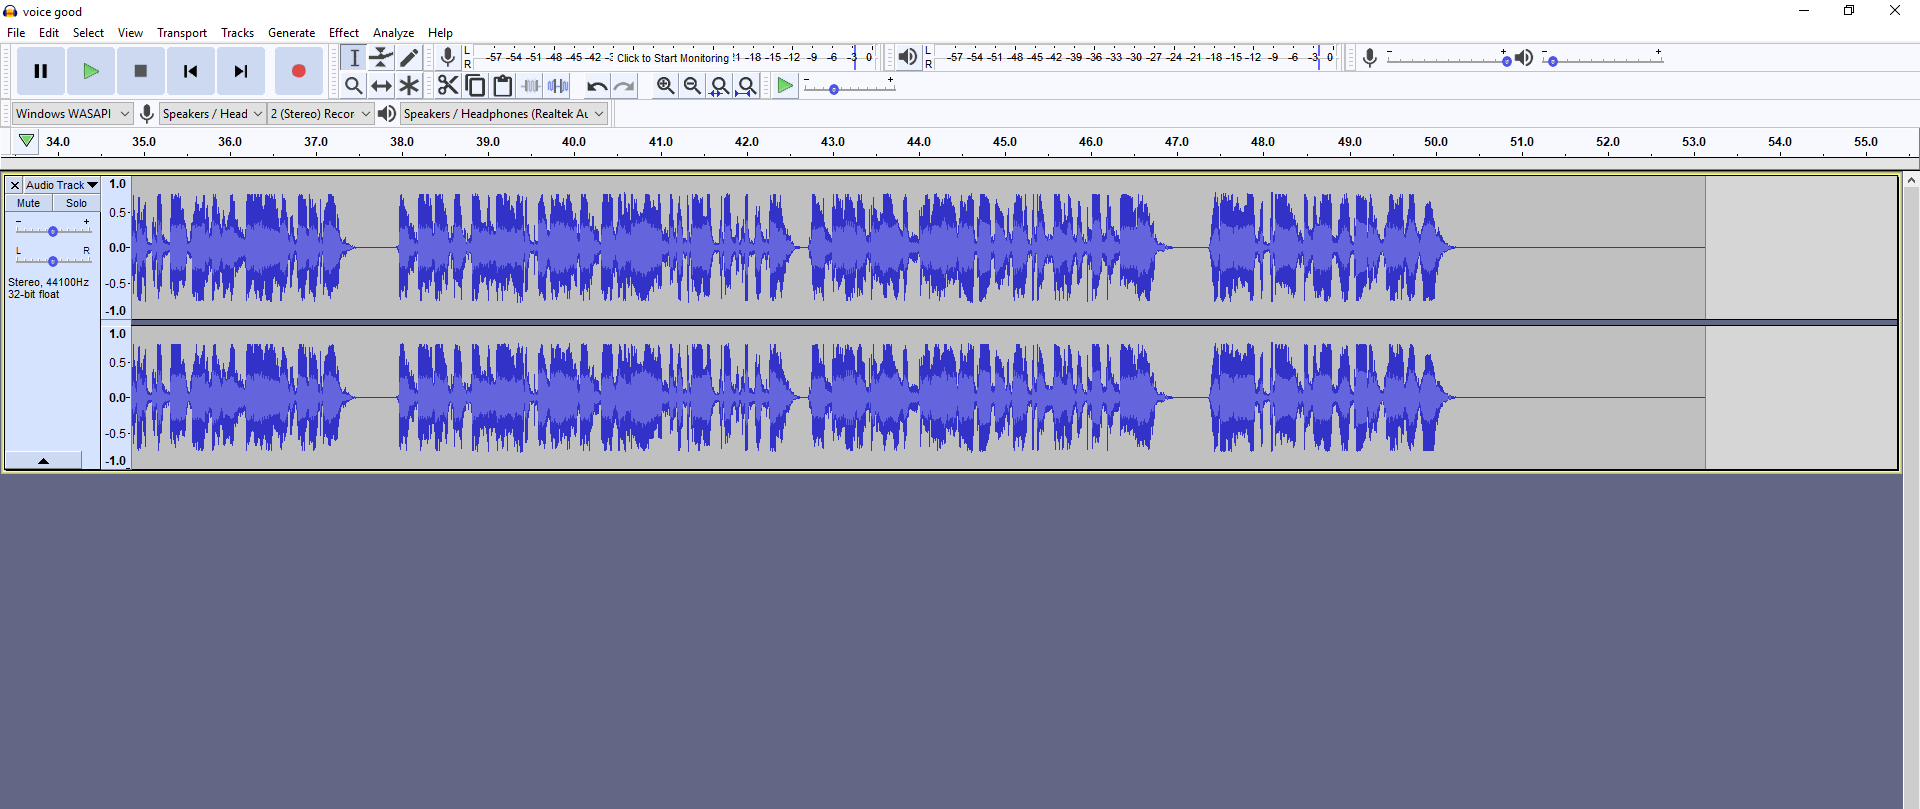 voice good
File Edit Select View Transport Tracks Generate Effect Analyze Help
L
R
-57 -54 -51 -48 -45 -42 Click to Start Monitoring -18 -15 -12 -9 -6 -3 0
L
R
-57 -54 -51 -48 -45 -42 -39 -36 -33 -30 -27 -24 -21 -18 -15 -12 -9 -6 -3 0
- +
- +
- +
Windows WASAPI Speakers / Head 2 (Stereo) Recor Speakers / Headphones (Realtek Au
34.0 35.0 36.0 37.0 38.0 39.0 40.0 41.0 42.0 43.0 44.0 45.0 46.0 47.0 48.0 49.0 50.0 51.0 52.0 53.0 54.0 55.0
Audio Track
Mute Solo
- +
L R
Stereo, 44100Hz
32-bit float
1.0
0.5-
0.0-
-0.5-
-1.0
1.0
0.5-
0.0-
-0.5-
-1.0